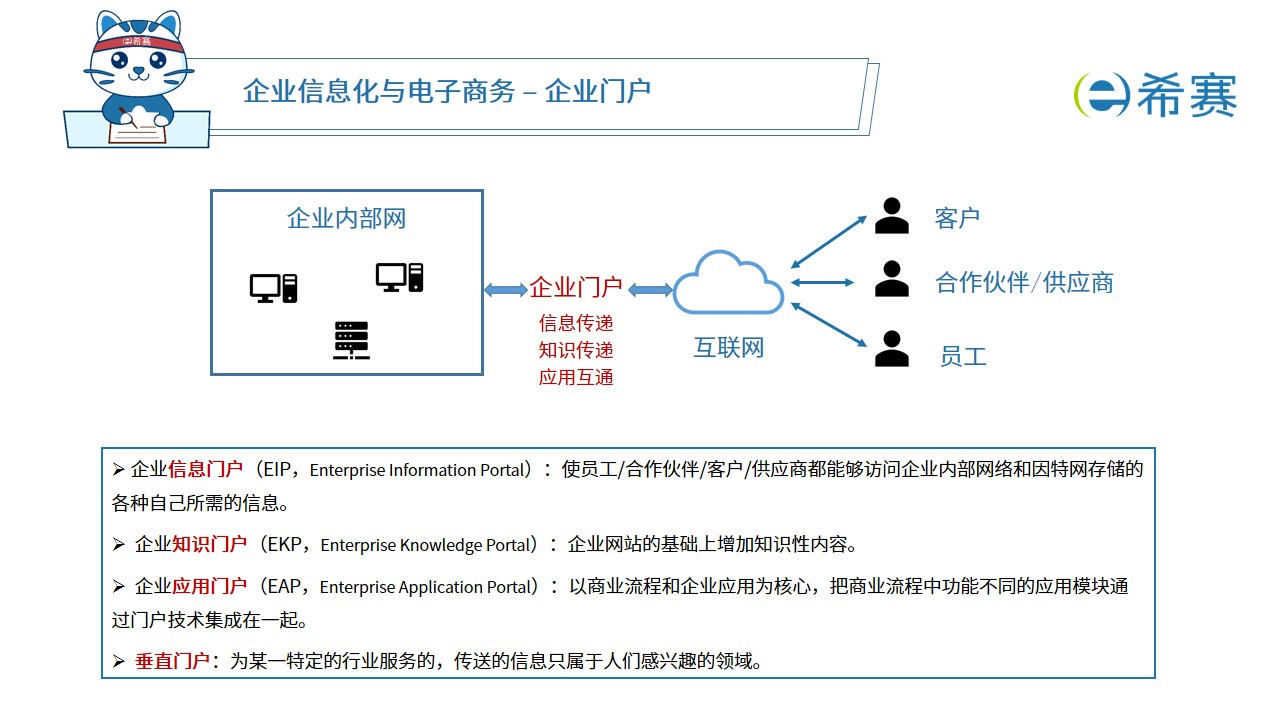 希赛
企业信息化与电子商务 – 企业门户
希赛
企业内部网
企业门户
信息传递
知识传递
应用互通
互联网
客户
合作伙伴/供应商
员工
➢ 企业信息门户（EIP，Enterprise Information Portal）：使员工/合作伙伴/客户/供应商都能够访问企业内部网络和因特网存储的
各种自己所需的信息。
➢ 企业知识门户（EKP，Enterprise Knowledge Portal）：企业网站的基础上增加知识性内容。
➢ 企业应用门户（EAP，Enterprise Application Portal）：以商业流程和企业应用为核心，把商业流程中功能不同的应用模块通
过门户技术集成在一起。
➢ 垂直门户：为某一特定的行业服务的，传送的信息只属于人们感兴趣的领域。